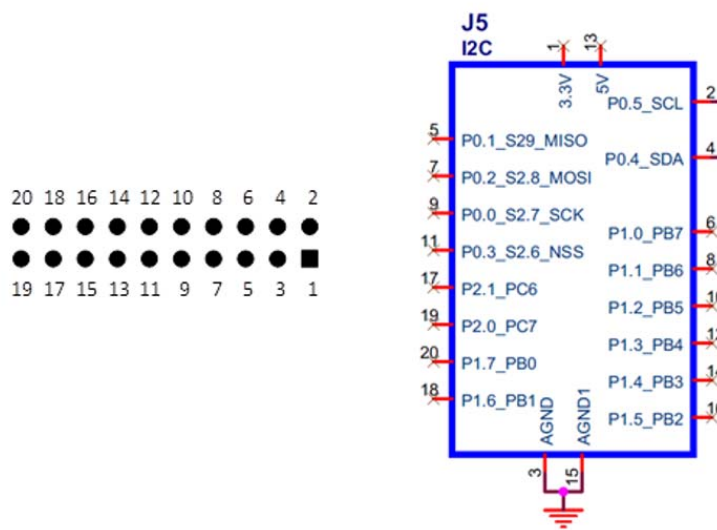 20 18 16 14 12 10 8 6 4 2
19 17 15 13 11 9 7 5 3 1
J5
I2C
1 13
3.3V 5V
5 P0.1_S29_MISO
7 P0.2_S2.8_MOSI
9 P0.0_S2.7_SCK
11 P0.3_S2.6_NSS
17 P2.1_PC6
19 P2.0_PC7
20 P1.7_PB0
18 P1.6_PB1
P0.5_SCL 2
P0.4_SDA 4
P1.0_PB7 6
P1.1_PB6 8
P1.2_PB5 10
P1.3_PB4 12
P1.4_PB3 14
P1.5_PB2 16
AGND AGND1
3 15